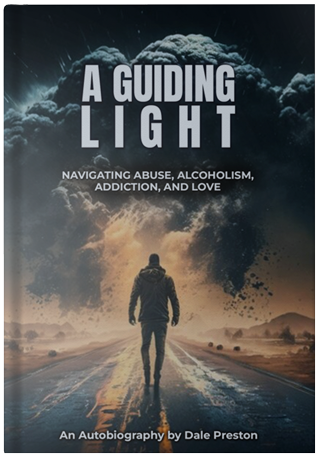 A GUIDING
LIGHT
NAVIGATING ABUSE, ALCOHOLISM,
ADDICTION, AND LOVE
An Autobiography by Dale Preston